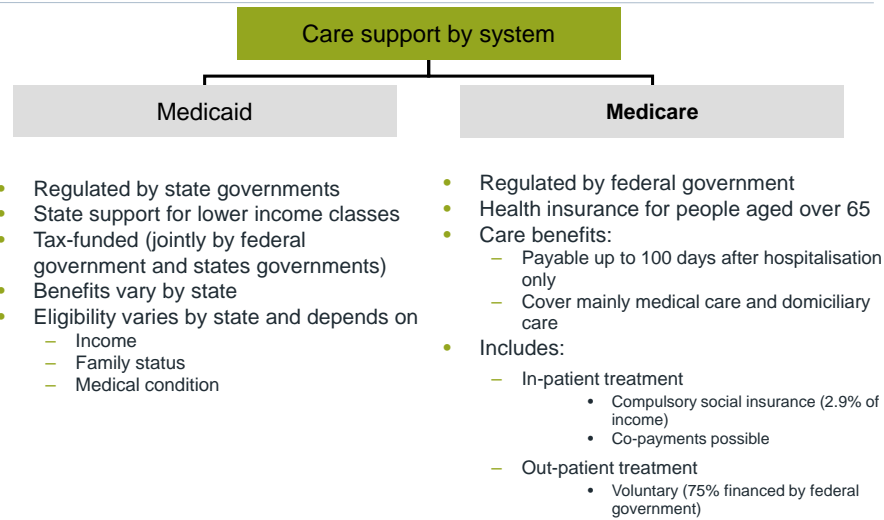 Care support by system
Medicaid
Medicare
• Regulated by state governments
• State support for lower income classes
• Tax-funded (jointly by federal
government and states governments)
• Benefits vary by state
• Eligibility varies by state and depends on
– Income
– Family status
– Medical condition
• Regulated by federal government
• Health insurance for people aged over 65
• Care benefits:
– Payable up to 100 days after hospitalisation
only
– Cover mainly medical care and domiciliary
care
• Includes:
– In-patient treatment
• Compulsory social insurance (2.9% of
income)
• Co-payments possible
– Out-patient treatment
• Voluntary (75% financed by federal
government)